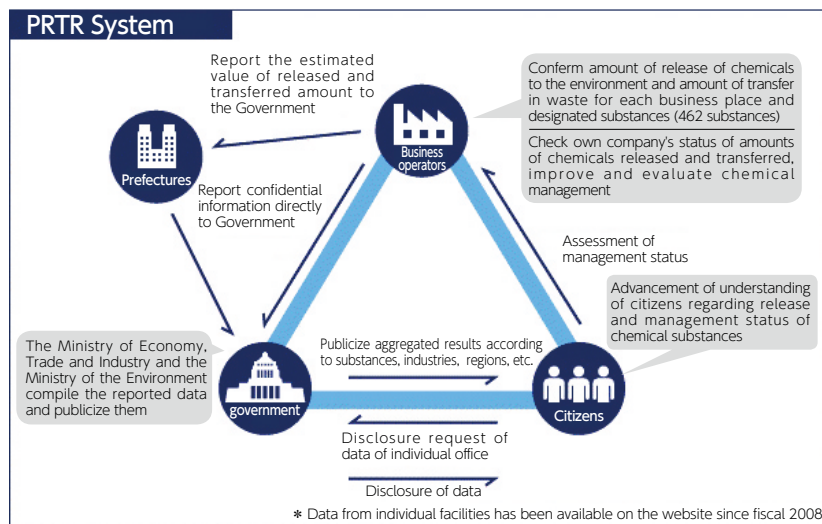 PRTR System
Report the estimated
value of released and
transferred amount to
the Government
Conferm amount of release of chemicals
to the environment and amount of transfer
in waste for each business place and
designated substances (462 substances)
Check own company's status of amounts
of chemicals released and transferred,
improve and evaluate chemical
management
Business
operators
Prefectures
Report confidential
information directly
to Government
Assessment of
management status
Advancement of understanding
of citizens regarding release
and management status of
chemical substances
The Ministry of Economy,
Trade and Industry and the
Ministry of the Environment
compile the reported data
and publicize them
Publicize aggregated results according
to substances, industries, regions, etc.
government
Citizens
Disclosure request of
data of individual office
Disclosure of data
* Data from individual facilities has been available on the website since fiscal 2008